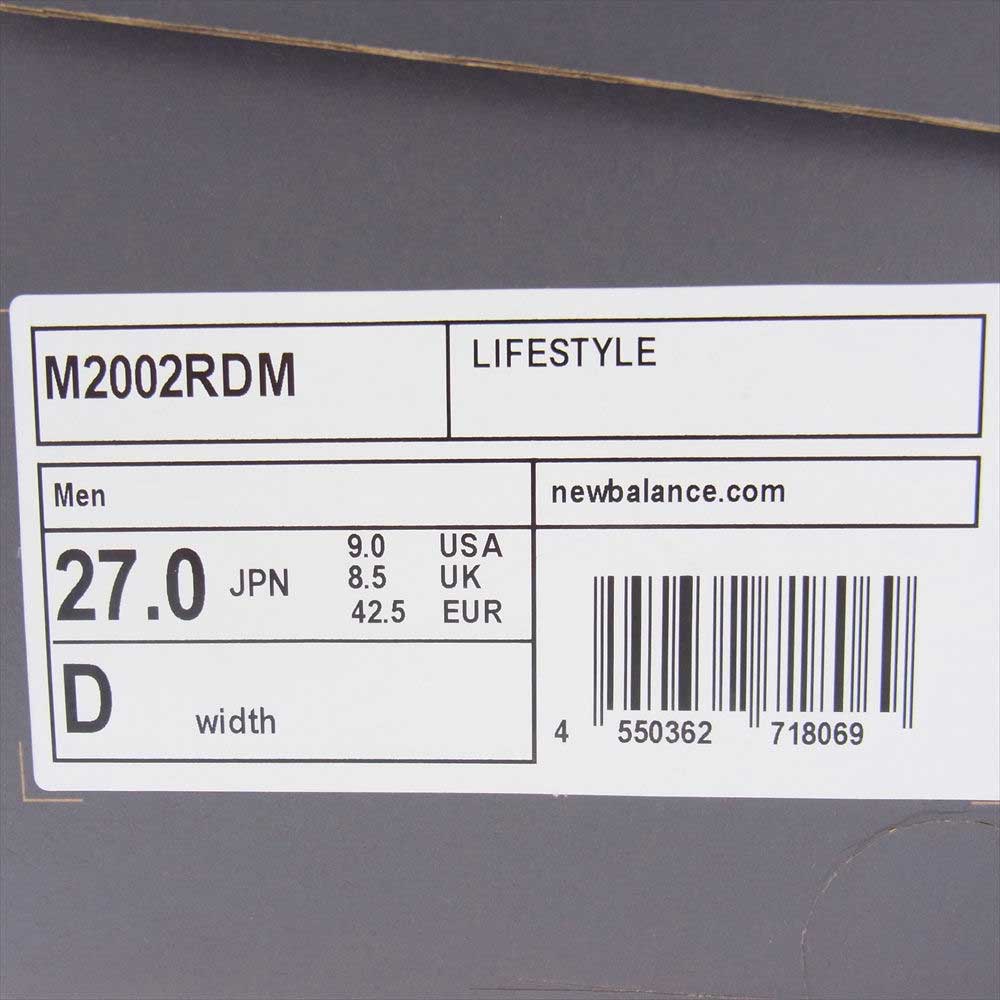 M2002RDM
LIFESTYLE
Men
newbalance.com
27.0 JPN
9.0 USA
8.5 UK
42.5 EUR
D width
4 550362 718069